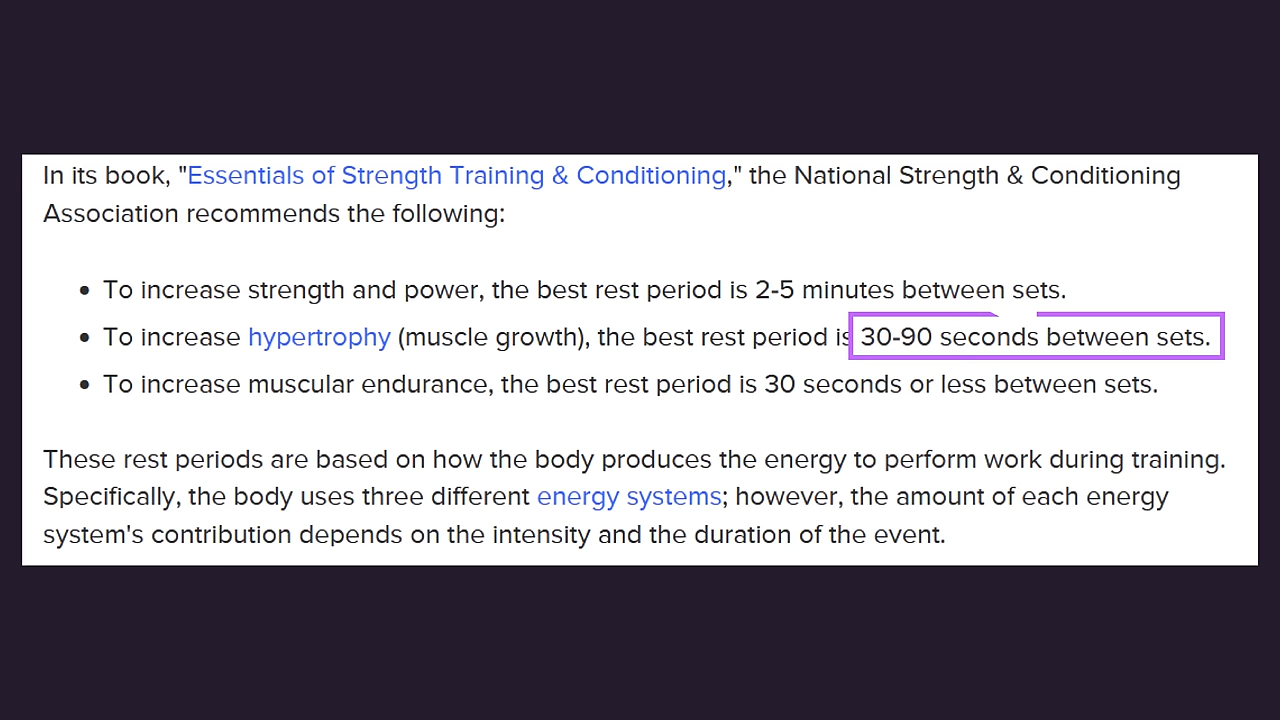 In its book, "Essentials of Strength Training & Conditioning," the National Strength & Conditioning
Association recommends the following:
• To increase strength and power, the best rest period is 2-5 minutes between sets.
• To increase hypertrophy (muscle growth), the best rest period is 30-90 seconds between sets.
• To increase muscular endurance, the best rest period is 30 seconds or less between sets.
These rest periods are based on how the body produces the energy to perform work during training.
Specifically, the body uses three different energy systems; however, the amount of each energy
system's contribution depends on the intensity and the duration of the event.